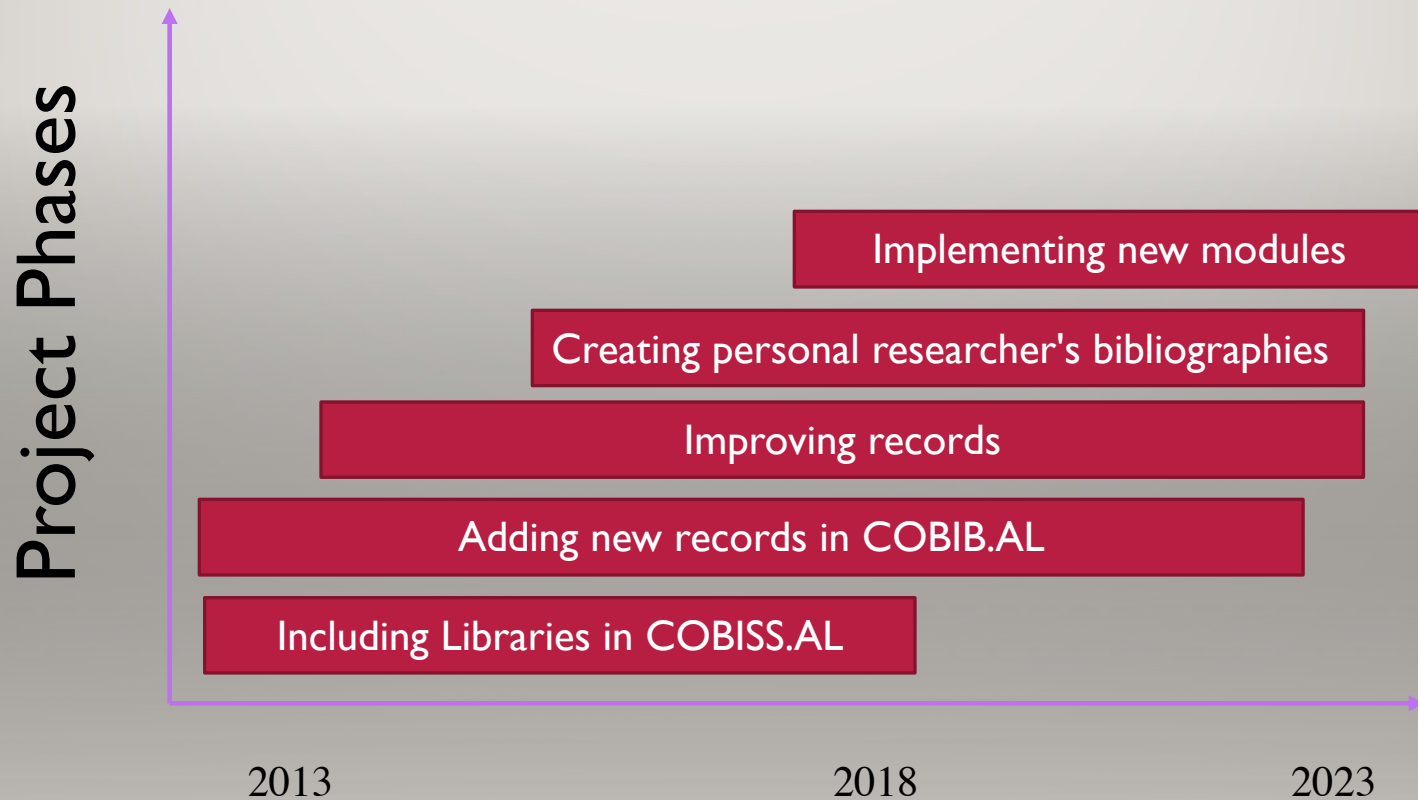 Project Phases
Implementing new modules
Creating personal researcher's bibliographies
Improving records
Adding new records in COBIB.AL
Including Libraries in COBISS.AL
2013 2018 2023